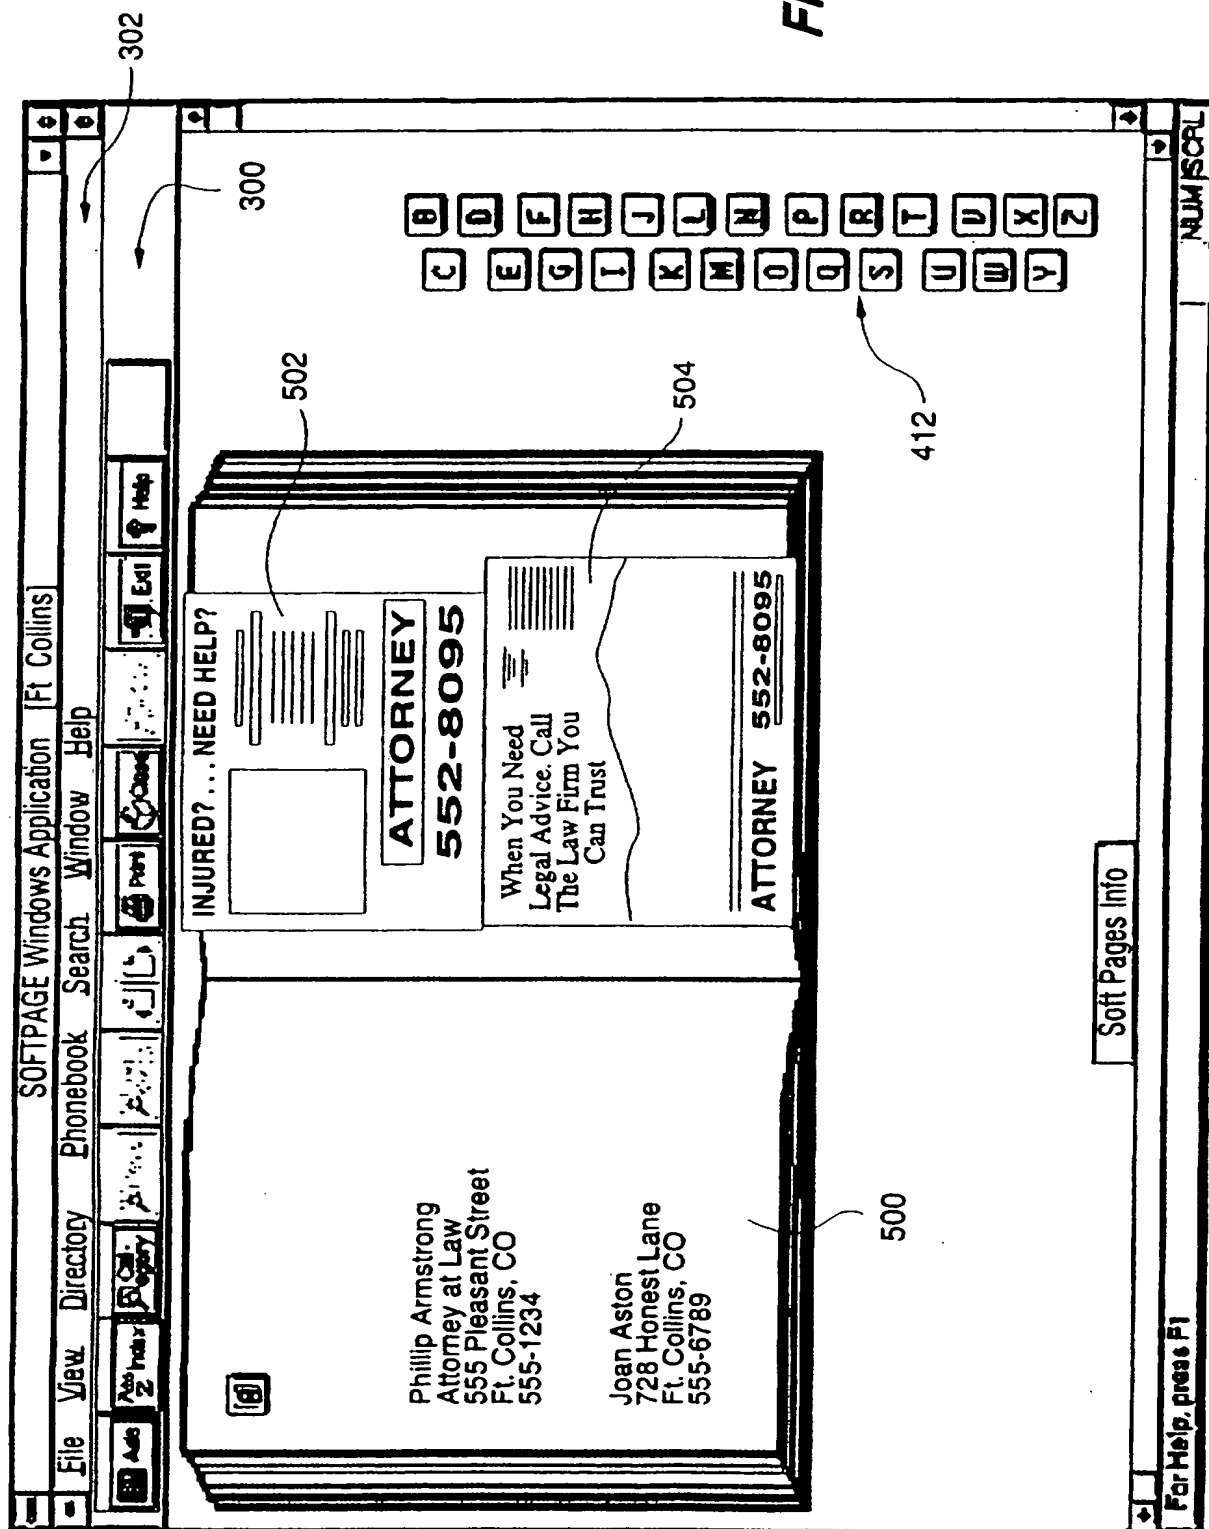 SOFTPAGE Windows Application [Ft Collins]
File View Directory Phonebook Search Window Help
Ads
Index
Print
Close
Exit
Help
302
300
INJURED?...NEED HELP?
ATTORNEY
552-8095
502
When You Need
Legal Advice. Call
The Law Firm You
Can Trust
ATTORNEY 552-8095
504
Phillip Armstrong
Attorney at Law
555 Pleasant Street
Ft. Collins, CO
555-1234
Joan Aston
728 Honest Lane
Ft. Collins, CO
555-6789
500
B
C
D
E
F
G
H
I
J
K
L
M
N
O
P
Q
R
S
T
U
V
W
X
Y
Z
412
Soft Pages Info
For Help, press F1
NUM SCRL